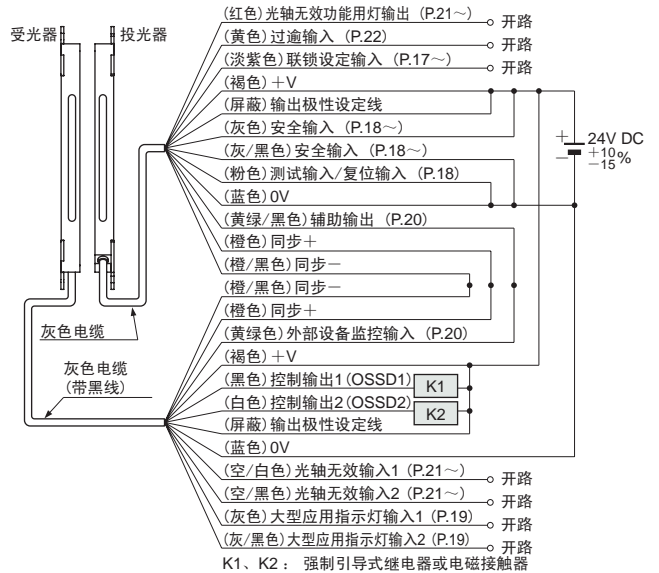 受光器
投光器
(红色)光轴无效功能用灯输出 (P.21～)
开路
(黄色)过逾输入 (P.22)
开路
(淡紫色)联锁设定输入 (P.17～)
开路
(褐色)＋V
(屏蔽)输出极性设定线
(灰色)安全输入 (P.18～)
(灰/黑色)安全输入 (P.18～)
(粉色)测试输入/复位输入 (P.18)
(蓝色)0V
(黄绿/黑色)辅助输出 (P.20)
(橙色)同步＋
(橙/黑色)同步－
＋
－
24V DC
＋10
－15
%
(橙/黑色)同步－
(橙色)同步＋
(黄绿色)外部设备监控输入 (P.20)
(褐色)＋V
(黑色)控制输出1(OSSD1)
K1
(白色)控制输出2(OSSD2)
K2
(屏蔽)输出极性设定线
(蓝色)0V
(空/白色)光轴无效输入1 (P.21～)
开路
(空/黑色)光轴无效输入2 (P.21～)
开路
(灰色)大型应用指示灯输入1 (P.19)
开路
(灰/黑色)大型应用指示灯输入2 (P.19)
开路
灰色电缆
灰色电缆
(带黑线)
K1、K2： 强制引导式继电器或电磁接触器